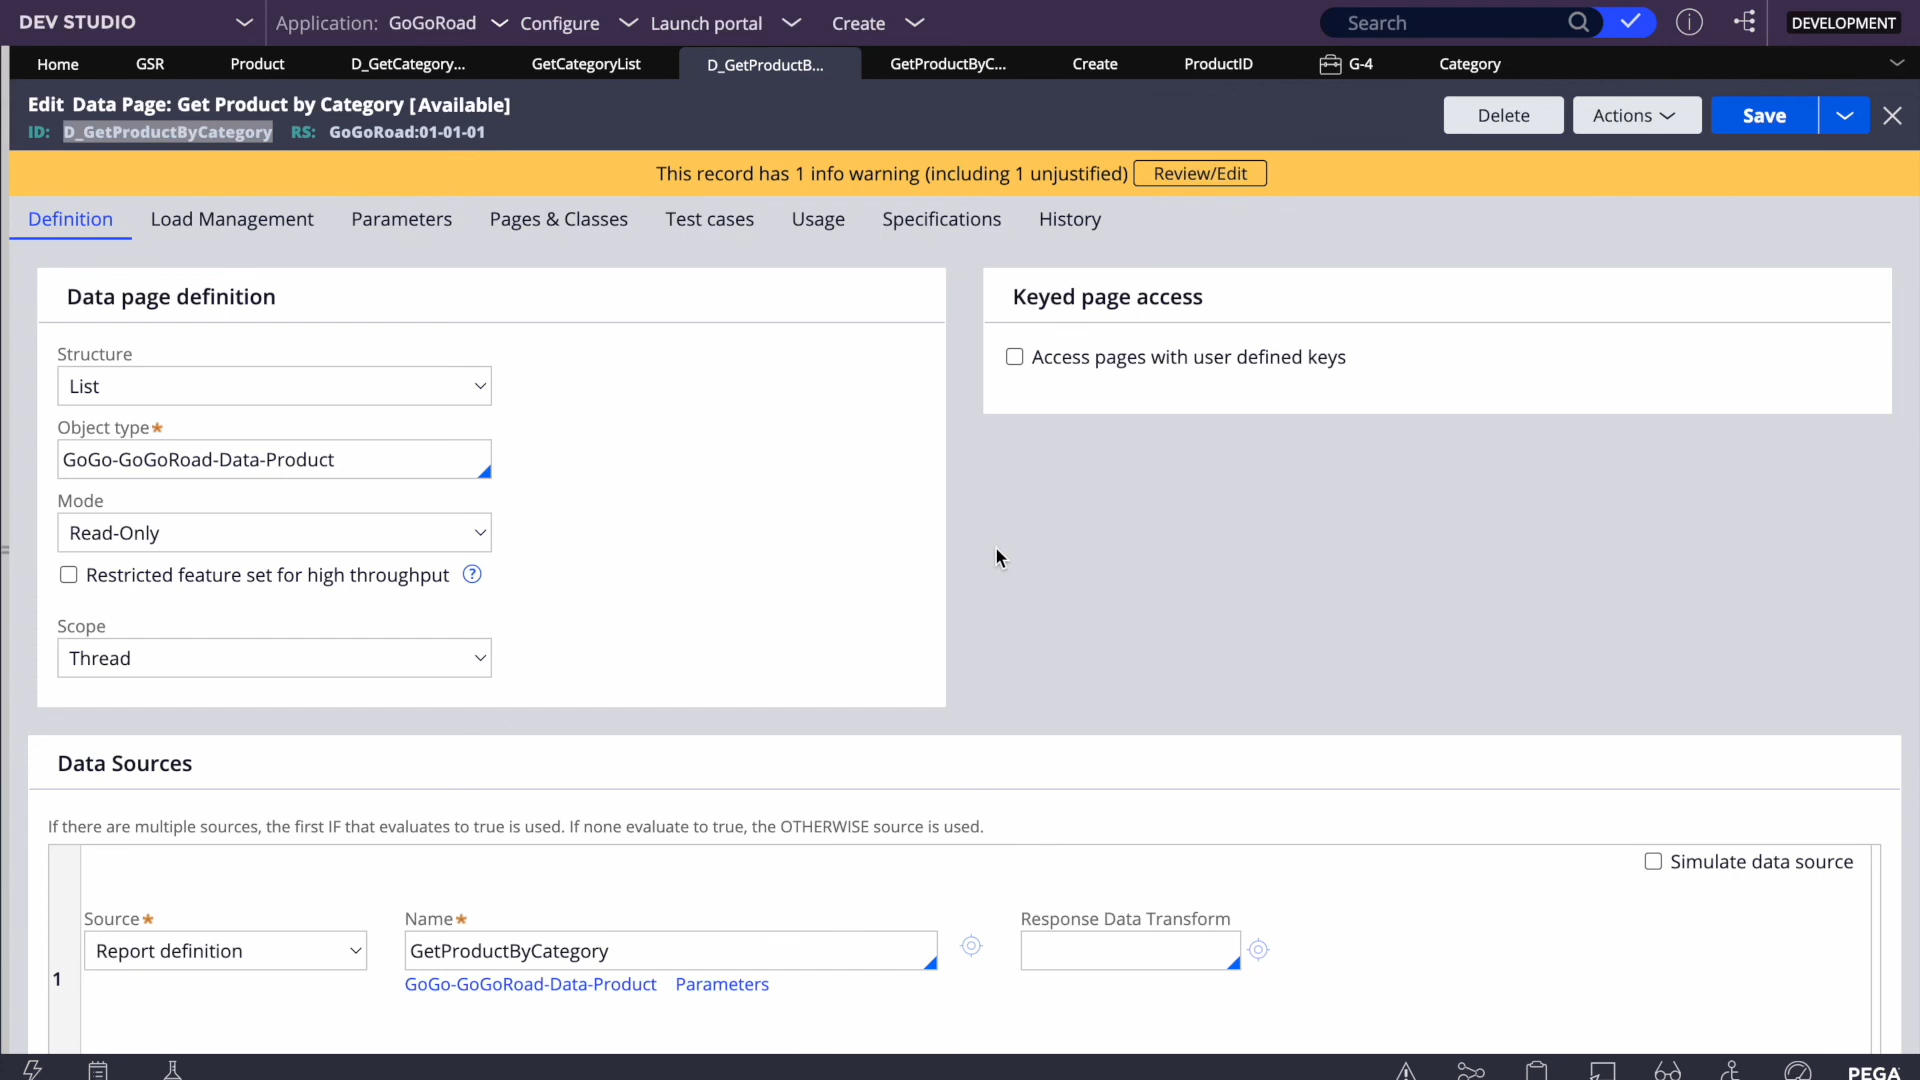 DEV STUDIO
Application: GoGoRoad Configure Launch portal Create
Search
DEVELOPMENT
Home GSR Product D_GetCategory... GetCategoryList D_GetProductB... GetProductByC... Create ProductID G-4 Category
Edit Data Page: Get Product by Category [Available]
ID: D_GetProductByCategory RS: GoGoRoad:01-01-01
Delete Actions Save
This record has 1 info warning (including 1 unjustified) Review/Edit
Definition Load Management Parameters Pages & Classes Test cases Usage Specifications History
Data page definition
Structure
List
Object type*
GoGo-GoGoRoad-Data-Product
Mode
Read-Only
Restricted feature set for high throughput ?
Scope
Thread
Keyed page access
Access pages with user defined keys
Data Sources
If there are multiple sources, the first IF that evaluates to true is used. If none evaluate to true, the OTHERWISE source is used.
Simulate data source
1
Source* Name* Response Data Transform
Report definition GetProductByCategory
GoGo-GoGoRoad-Data-Product Parameters
PEGA